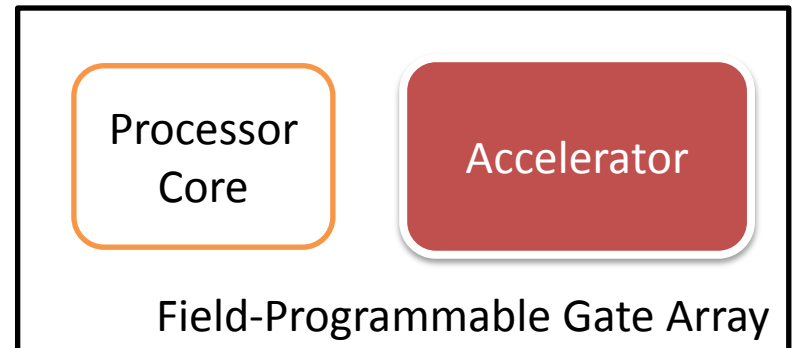 Processor
Core
Accelerator
Field-Programmable Gate Array